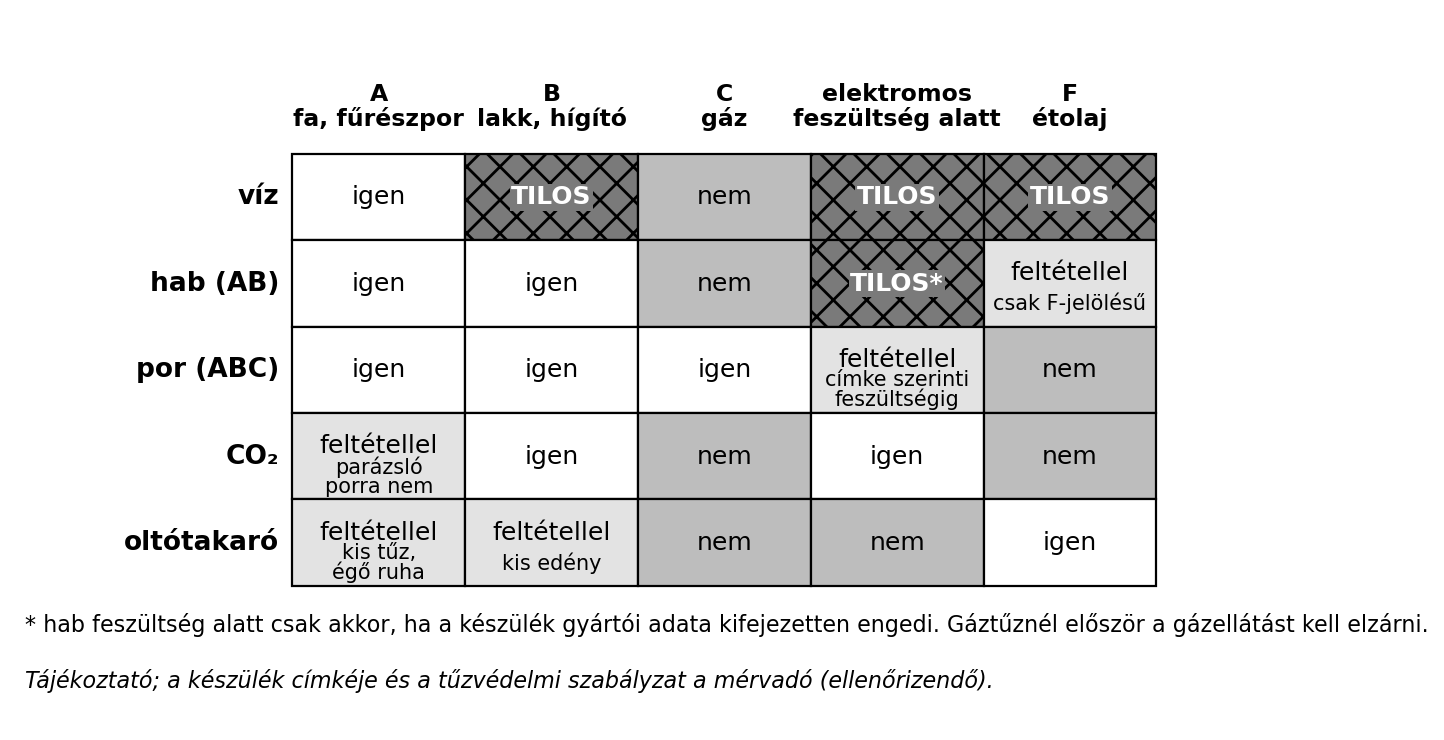 A B C elektromos F
fa, fűrészpor lakk, hígító gáz feszültség alatt étolaj
víz igen TILOS nem TILOS TILOS
hab (AB) igen igen nem TILOS* feltétellel
csak F-jelölésű
por (ABC) igen igen igen feltétellel nem
címke szerinti
feszültségig
CO₂ feltétellel igen nem igen nem
parázsló
porra nem
oltótakaró feltétellel feltétellel nem nem igen
kis tűz, kis edény
égő ruha
* hab feszültség alatt csak akkor, ha a készülék gyártói adata kifejezetten engedi. Gáztűznél először a gázellátást kell elzárni.
Tájékoztató; a készülék címkéje és a tűzvédelmi szabályzat a mérvadó (ellenőrizendő).